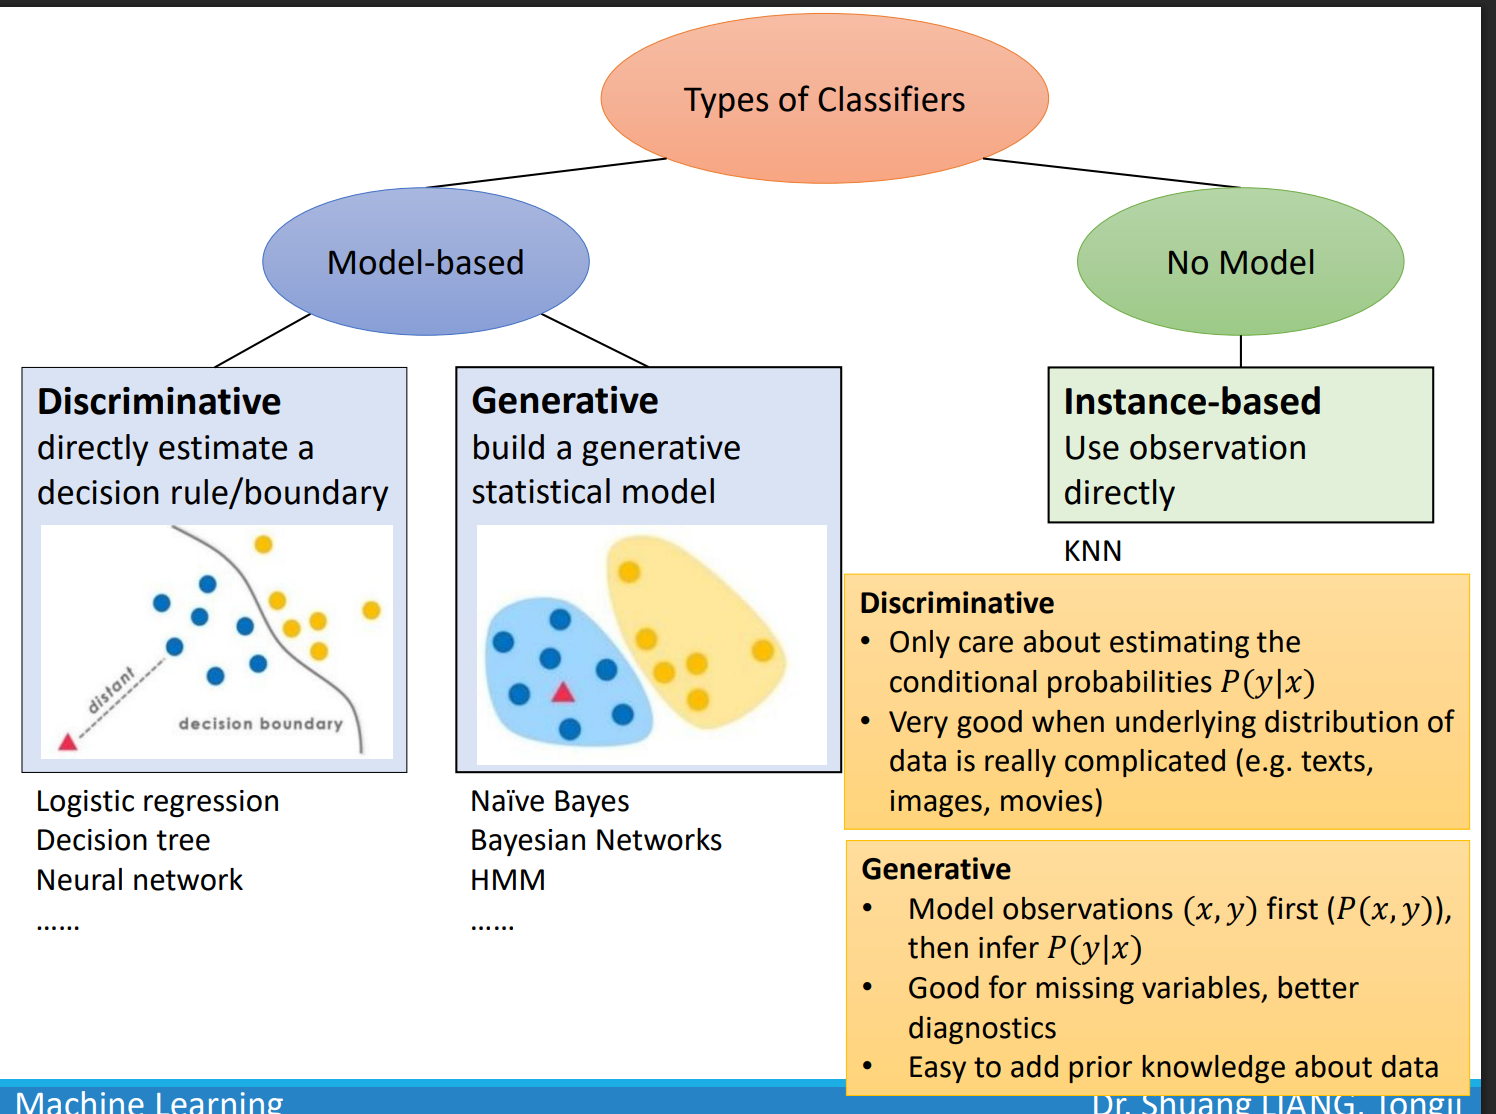 Types of Classifiers
Model-based
No Model
Discriminative
directly estimate a
decision rule/boundary
distant
decision boundary
Logistic regression
Decision tree
Neural network
......
Generative
build a generative
statistical model
Naïve Bayes
Bayesian Networks
HMM
......
Instance-based
Use observation
directly
KNN
Discriminative
• Only care about estimating the
conditional probabilities P(y|x)
• Very good when underlying distribution of
data is really complicated (e.g. texts,
images, movies)
Generative
• Model observations (x, y) first (P(x, y)),
then infer P(y|x)
• Good for missing variables, better
diagnostics
• Easy to add prior knowledge about data
Machine Learning
Dr. Shuang LIANG, Tongji